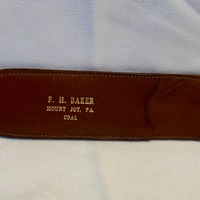 F. H. BAKER
MOUNT JOY, PA.
COAL